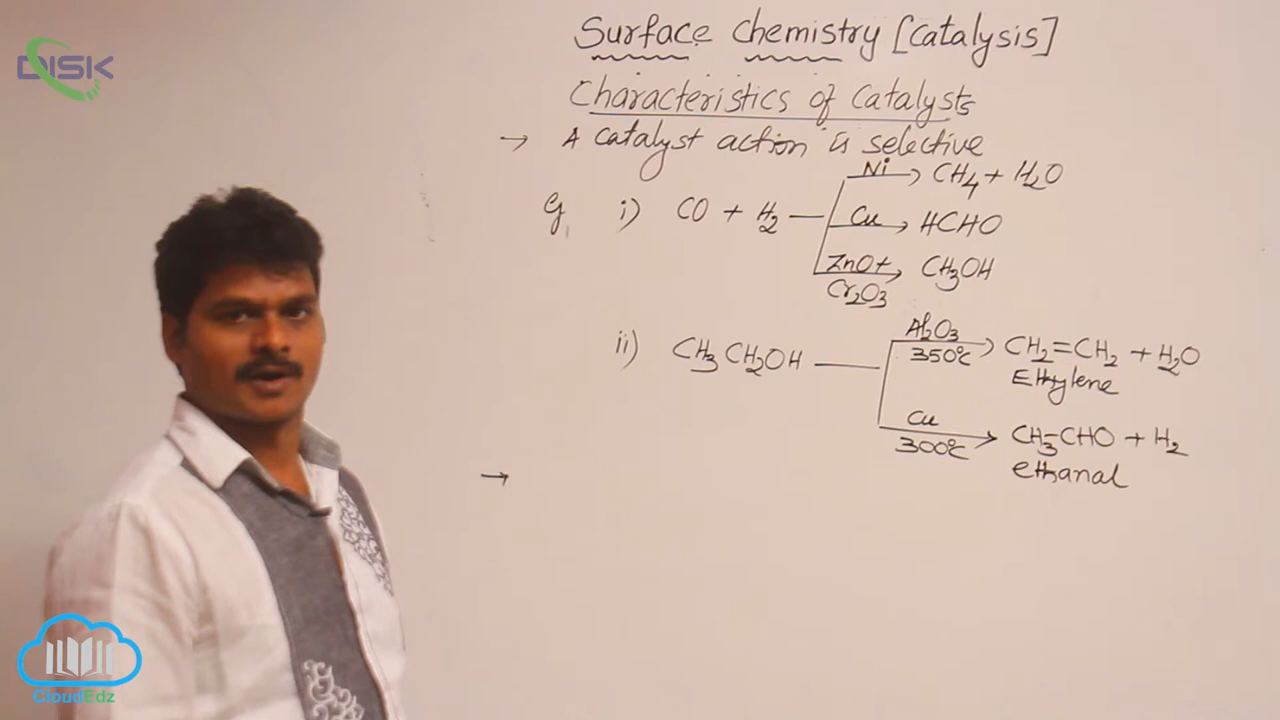 DISK
Surface chemistry [catalysis]
Characteristics of catalysts
→ A catalyst action is selective
Ni → CH4 + H2O
i) CO + H2 — Cu → HCHO
ZnO + Cr2O3 → CH3OH
ii) CH3CH2OH — Al2O3 350°C → CH2=CH2 + H2O
Ethylene
Cu 300°C → CH3-CHO + H2
ethanal
→
CloudEdz